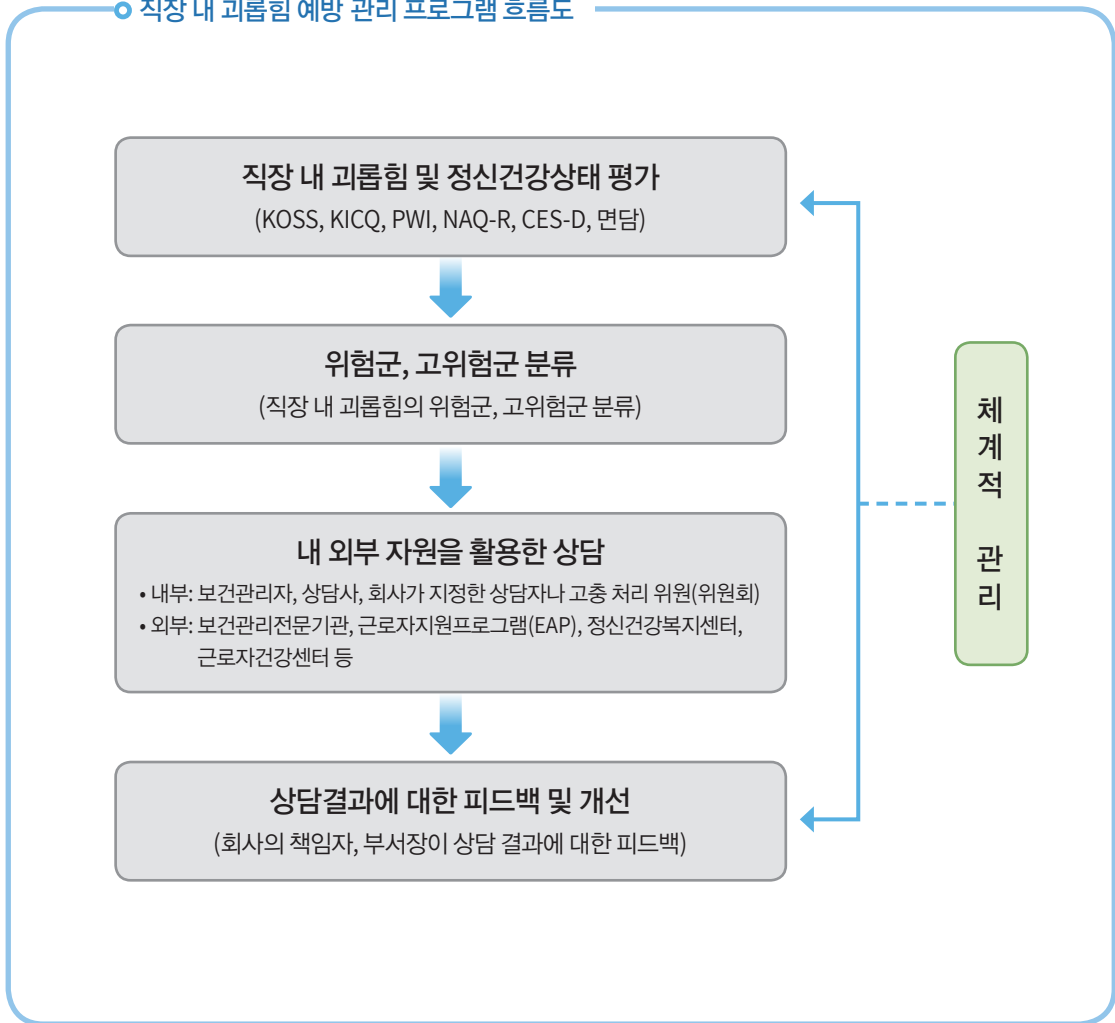 직장 내 괴롭힘 예방 관리 프로그램 흐름도
직장 내 괴롭힘 및 정신건강상태 평가
(KOSS, KICQ, PWI, NAQ-R, CES-D, 면담)
위험군, 고위험군 분류
(직장 내 괴롭힘의 위험군, 고위험군 분류)
내 외부 자원을 활용한 상담
• 내부: 보건관리자, 상담사, 회사가 지정한 상담자나 고충 처리 위원(위원회)
• 외부: 보건관리전문기관, 근로자지원프로그램(EAP), 정신건강복지센터,
근로자건강센터 등
상담결과에 대한 피드백 및 개선
(회사의 책임자, 부서장이 상담 결과에 대한 피드백)
체계적 관리